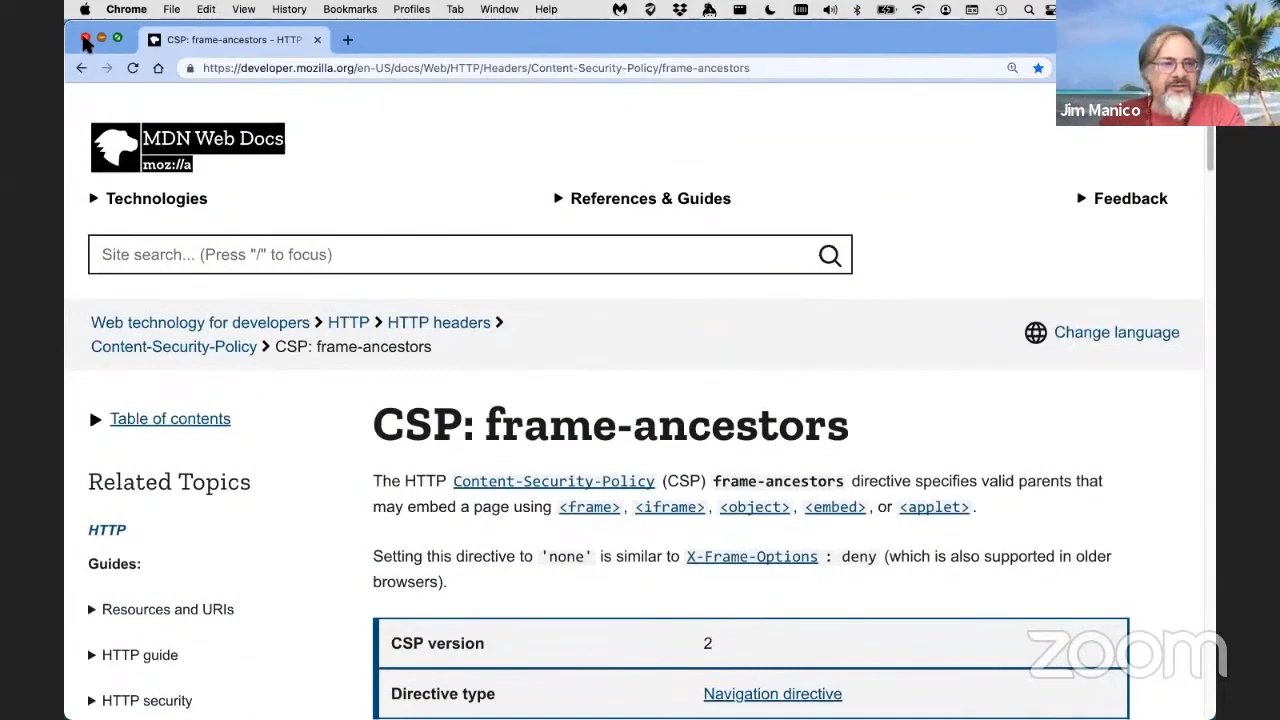 Chrome File Edit View History Bookmarks Profiles Tab Window Help
CSP: frame-ancestors - HTTP
https://developer.mozilla.org/en-US/docs/Web/HTTP/Headers/Content-Security-Policy/frame-ancestors
Jim Manico
MDN Web Docs
moz://a
Technologies
References & Guides
Feedback
Site search... (Press "/" to focus)
Web technology for developers > HTTP > HTTP headers >
Content-Security-Policy > CSP: frame-ancestors
Change language
Table of contents
Related Topics
HTTP
Guides:
Resources and URIs
HTTP guide
HTTP security
CSP: frame-ancestors
The HTTP Content-Security-Policy (CSP) frame-ancestors directive specifies valid parents that
may embed a page using <frame>, <iframe>, <object>, <embed>, or <applet>.
Setting this directive to 'none' is similar to X-Frame-Options : deny (which is also supported in older
browsers).
CSP version 2
Directive type Navigation directive
zoom